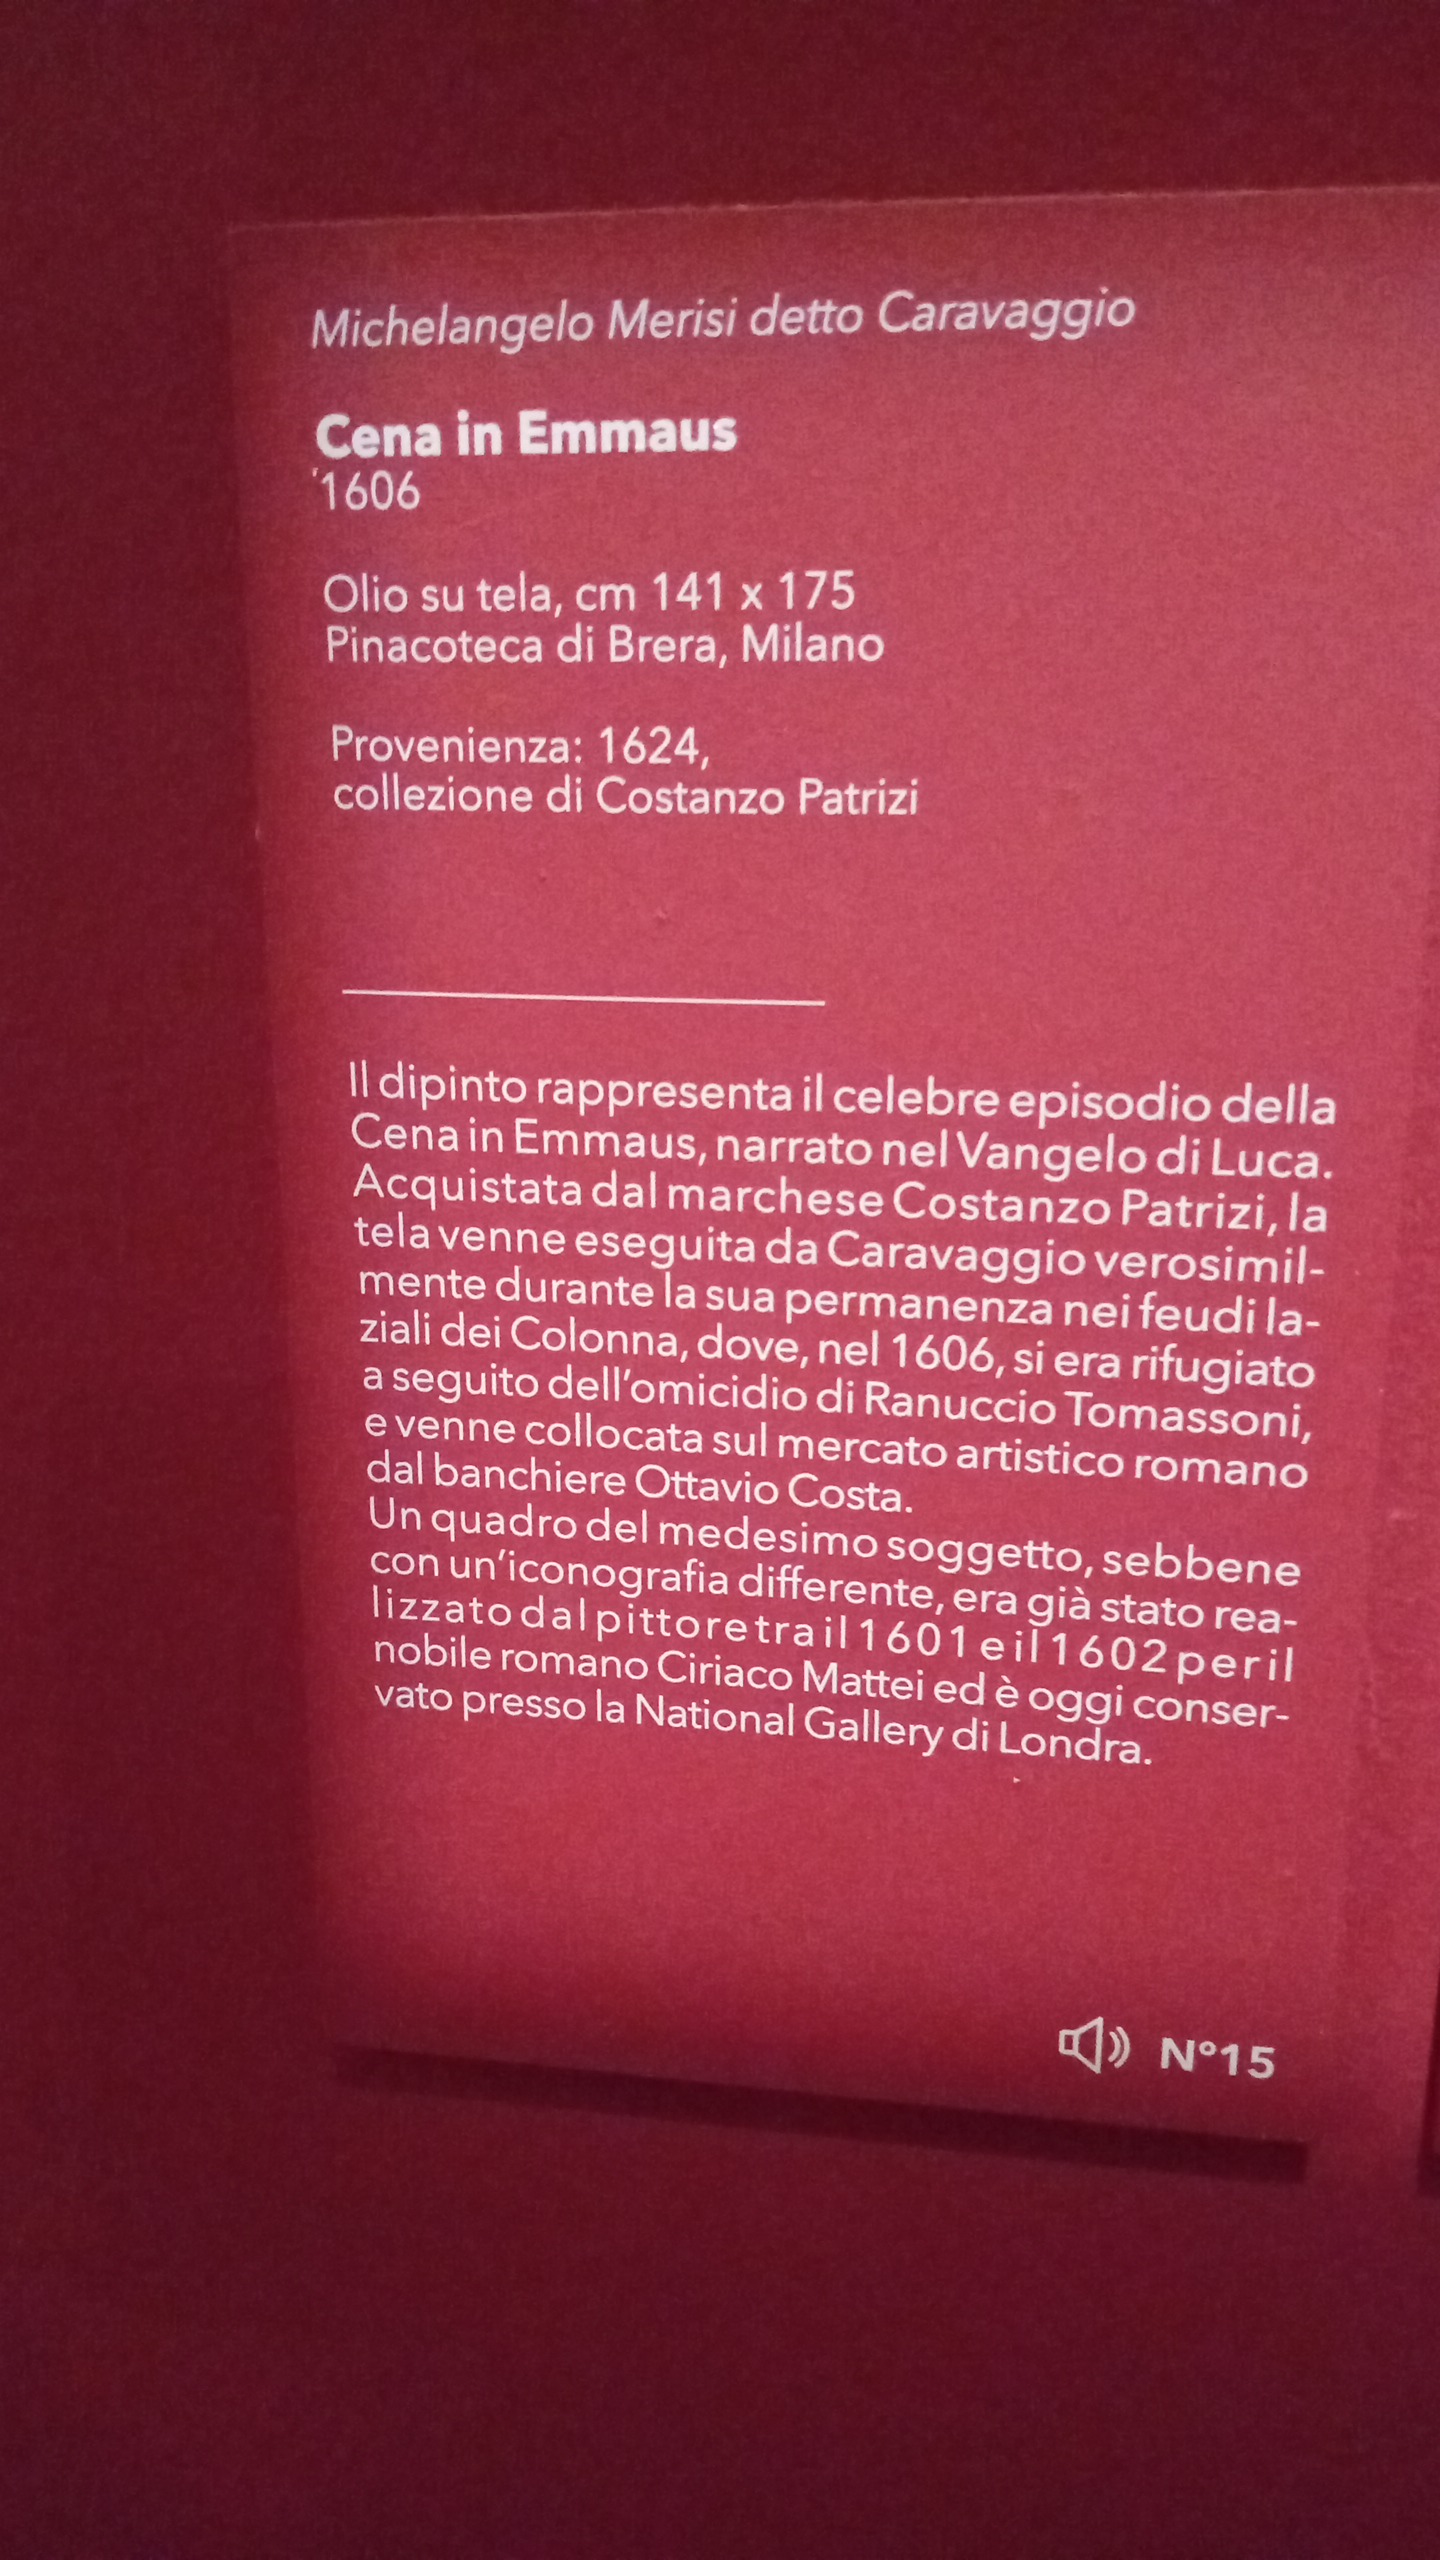 Michelangelo Merisi detto Caravaggio
Cena in Emmaus
1606
Olio su tela, cm 141 x 175
Pinacoteca di Brera, Milano
Provenienza: 1624,
collezione di Costanzo Patrizi
Il dipinto rappresenta il celebre episodio della
Cena in Emmaus, narrato nel Vangelo di Luca.
Acquistata dal marchese Costanzo Patrizi, la
tela venne eseguita da Caravaggio verosimil-
mente durante la sua permanenza nei feudi la-
ziali dei Colonna, dove, nel 1606, si era rifugiato
a seguito dell'omicidio di Ranuccio Tomassoni,
e venne collocata sul mercato artistico romano
dal banchiere Ottavio Costa.
Un quadro del medesimo soggetto, sebbene
con un'iconografia differente, era già stato rea-
lizzato dal pittore tra il 1601 e il 1602 per il
nobile romano Ciriaco Mattei ed è oggi conser-
vato presso la National Gallery di Londra.
N°15